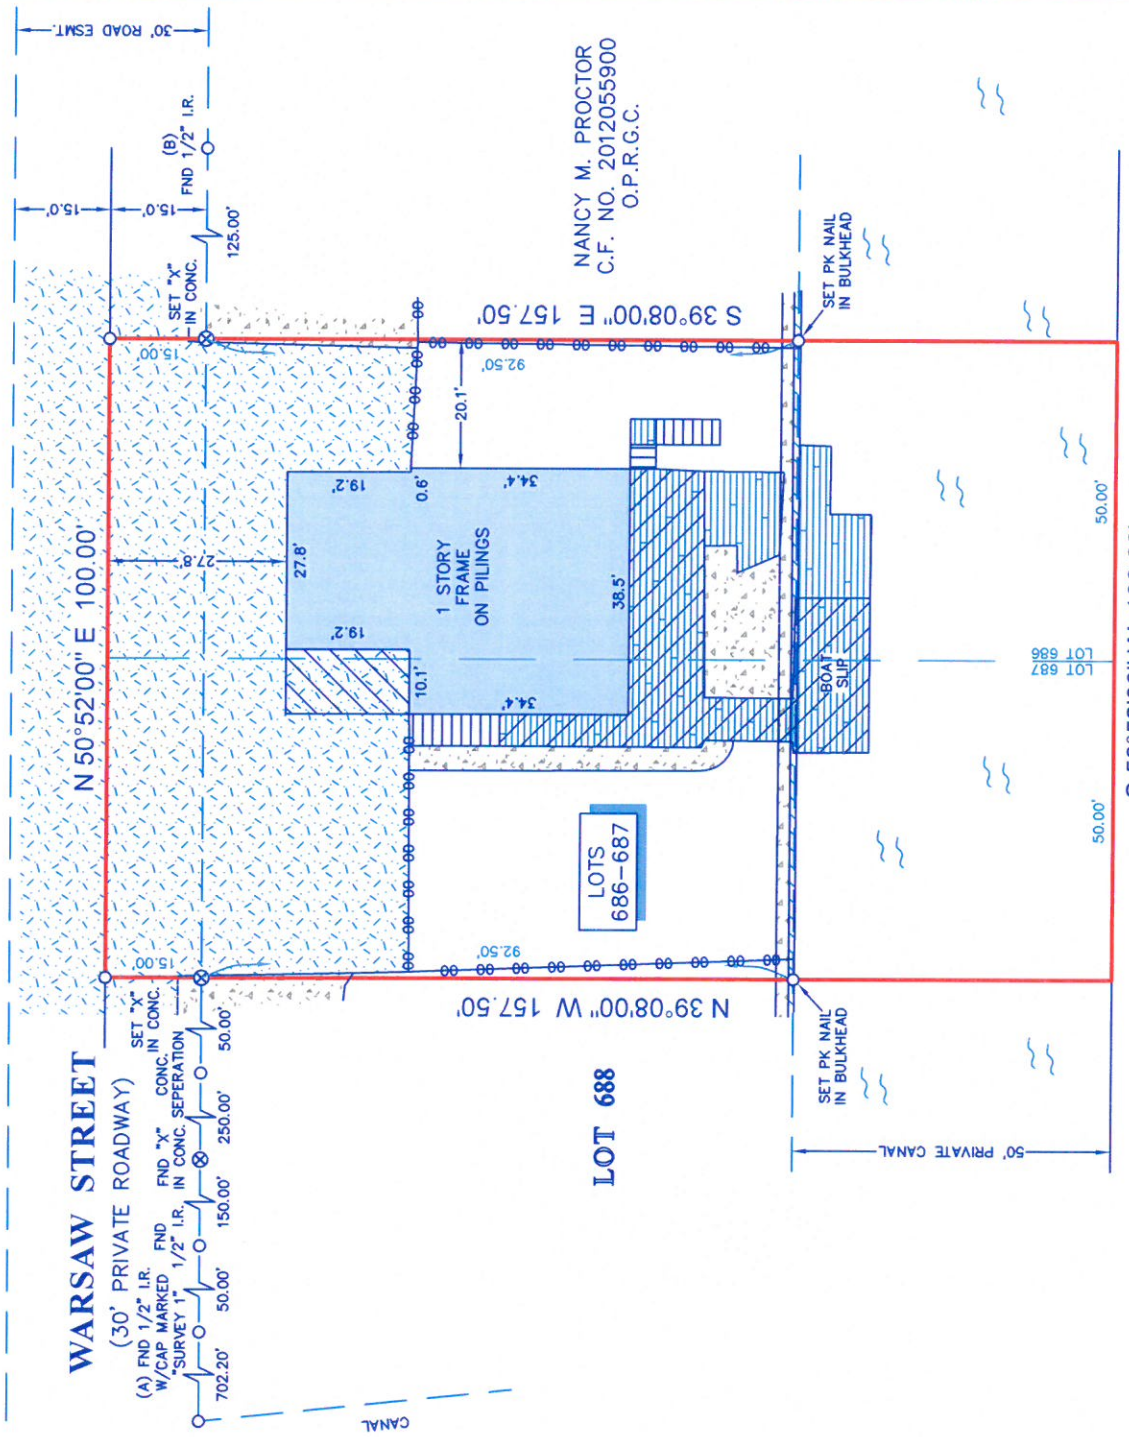 30' ROAD ESMT.
15.0'
15.0'
(B)
FND 1/2" I.R.
125.00'
SET "X"
IN CONC.
NANCY M. PROCTOR
C.F. NO. 2012055900
O.P.R.G.C.
N 50°52'00" E 100.00'
15.00'
S 39°08'00" E 157.50'
92.50'
SET PK NAIL
IN BULKHEAD
27.8'
27.8'
19.2'
19.2'
0.6'
20.1'
10.1'
34.4'
34.4'
38.5'
1 STORY
FRAME
ON PILINGS
BOAT
SLIP
LOT 687
LOT 686
50.00'
50.00'
LOTS
686-687
15.00'
N 39°08'00" W 157.50'
92.50'
SET PK NAIL
IN BULKHEAD
50' PRIVATE CANAL
LOT 688
WARSAW STREET
(30' PRIVATE ROADWAY)
(A) FND 1/2" I.R.
W/CAP MARKED
"SURVEY 1"
FND
1/2" I.R.
FND "X"
IN CONC.
CONC.
SEPERATION
SET "X"
IN CONC.
702.20'
50.00'
150.00'
250.00'
50.00'
CANAL